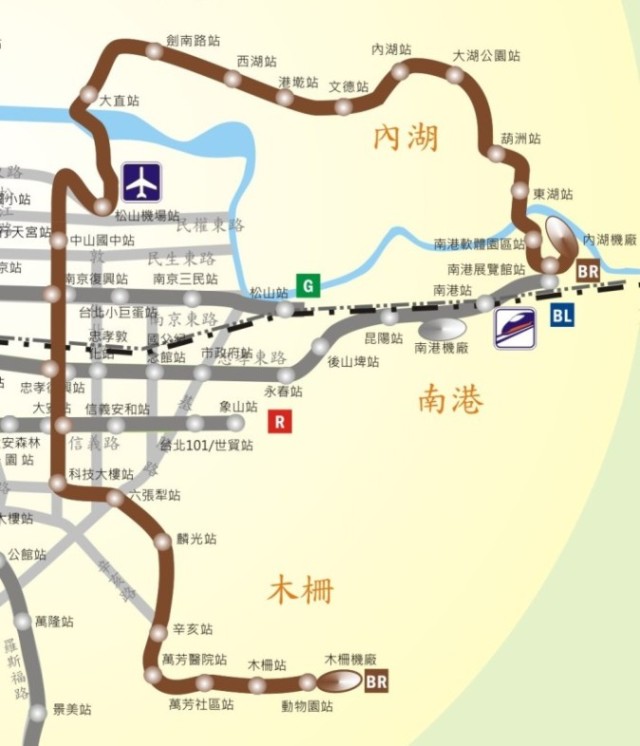 劍南路站
內湖站
大湖公園站
西湖站
港墘站
文德站
大直站
內湖
葫洲站
東湖站
松山機場站
民權東路
行天宮站
中山國中站
南港軟體園區站
內湖機廠
民生東路
南港展覽館站
BR
南京復興站
南京三民站
松山站
G
南港站
台北小巨蛋站
南京東路
BL
昆陽站
南港機廠
忠孝敦
化站
國父紀
念館站
市政府站
忠孝東路
後山埤站
忠孝復興站
永春站
南港
大安站
信義安和站
象山站
R
安森林
園站
信義路
台北101/世貿站
科技大樓站
六張犁站
大樓站
路
公館站
麟光站
辛亥路
木柵
萬隆站
辛亥站
羅斯福路
萬芳醫院站
木柵站
木柵機廠
BR
萬芳社區站
動物園站
景美站